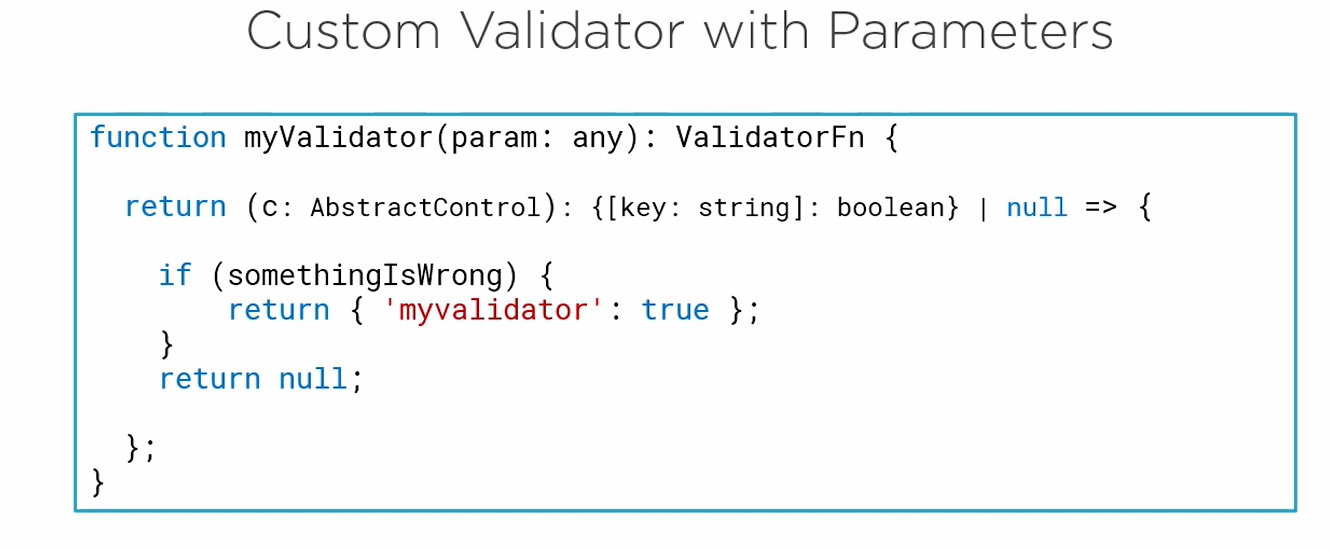 Custom Validator with Parameters
function myValidator(param: any): ValidatorFn {
return (c: AbstractControl): {[key: string]: boolean} | null => {
if (somethingIsWrong) {
return { 'myvalidator': true };
}
return null;
};
}